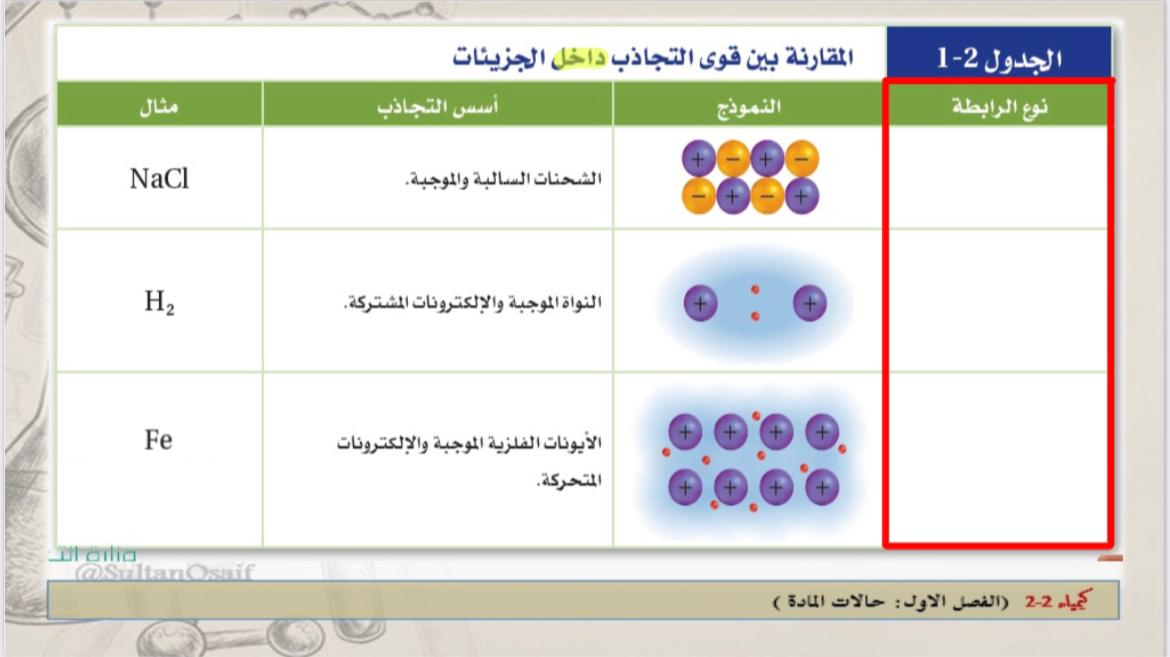 الجدول 2-1
المقارنة بين قوى التجاذب داخل الجزيئات
نوع الرابطة
النموذج
أسس التجاذب
مثال
+ − + −
− + − +
الشحنات السالبة والموجبة.
NaCl
+ +
النواة الموجبة والإلكترونات المشتركة.
H₂
+ + + +
+ + + +
الأيونات الفلزية الموجبة والإلكترونات
المتحركة.
Fe
وزارة
@SultanOsaif
كيمياء 2-2 (الفصل الاول: حالات المادة )